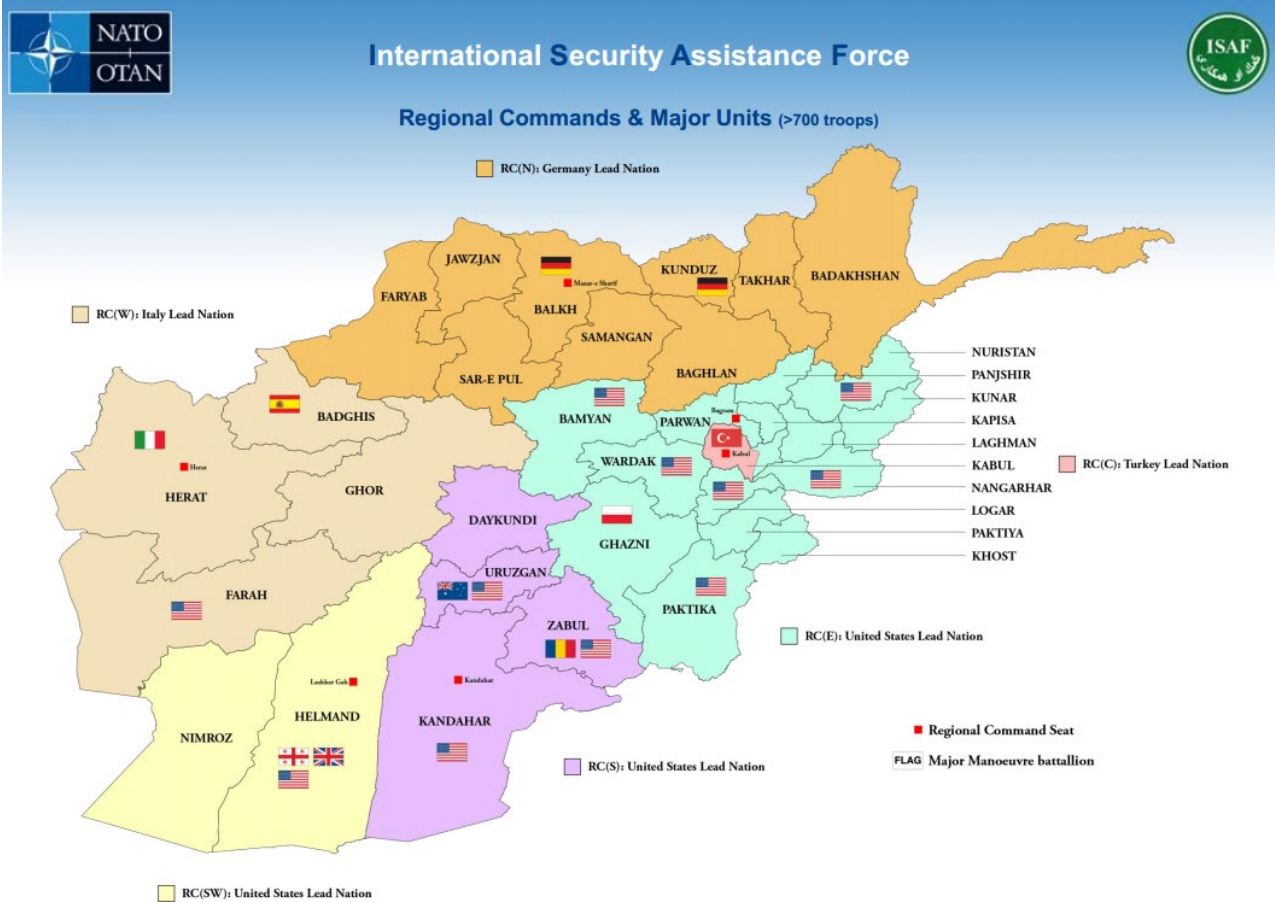 NATO
OTAN
International Security Assistance Force
ISAF
کمک او همکاری
Regional Commands & Major Units (>700 troops)
RC(N): Germany Lead Nation
JAWZJAN
KUNDUZ
TAKHAR
BADAKHSHAN
FARYAB
Mazar-e Sharif
BALKH
RC(W): Italy Lead Nation
SAMANGAN
SAR-E PUL
BAGHLAN
NURISTAN
PANJSHIR
KUNAR
KAPISA
LAGHMAN
KABUL
RC(C): Turkey Lead Nation
NANGARHAR
LOGAR
PAKTIYA
KHOST
BADGHIS
BAMYAN
Bagram
PARWAN
Kabul
WARDAK
Herat
HERAT
GHOR
DAYKUNDI
GHAZNI
URUZGAN
FARAH
PAKTIKA
ZABUL
RC(E): United States Lead Nation
Lashkar Gah
Kandahar
HELMAND
KANDAHAR
NIMROZ
Regional Command Seat
FLAG Major Manoeuvre battallion
RC(S): United States Lead Nation
RC(SW): United States Lead Nation